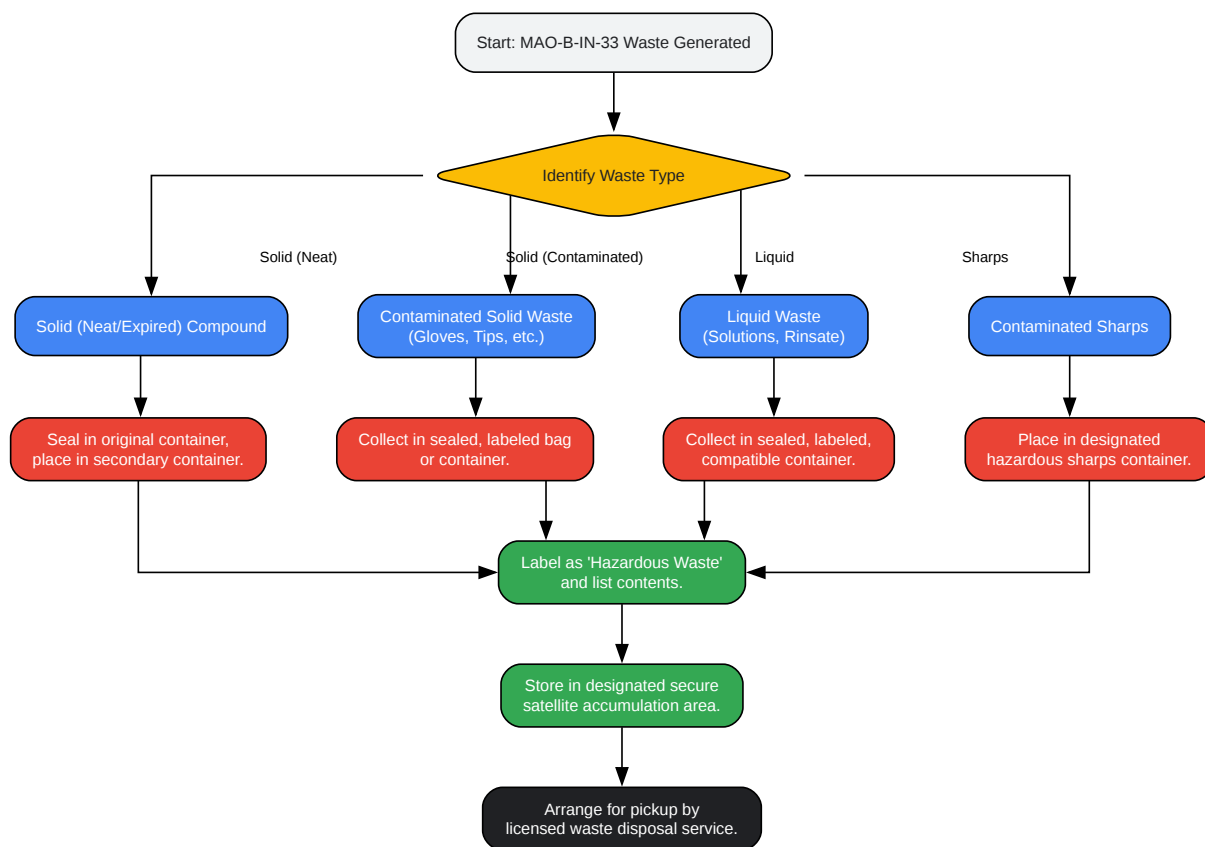 Start: MAO-B-IN-33 Waste Generated
Identify Waste Type
Solid (Neat)
Solid (Contaminated)
Liquid
Sharps
Solid (Neat/Expired) Compound
Contaminated Solid Waste
(Gloves, Tips, etc.)
Liquid Waste
(Solutions, Rinsate)
Contaminated Sharps
Seal in original container,
place in secondary container.
Collect in sealed, labeled bag
or container.
Collect in sealed, labeled,
compatible container.
Place in designated
hazardous sharps container.
Label as 'Hazardous Waste'
and list contents.
Store in designated secure
satellite accumulation area.
Arrange for pickup by
licensed waste disposal service.